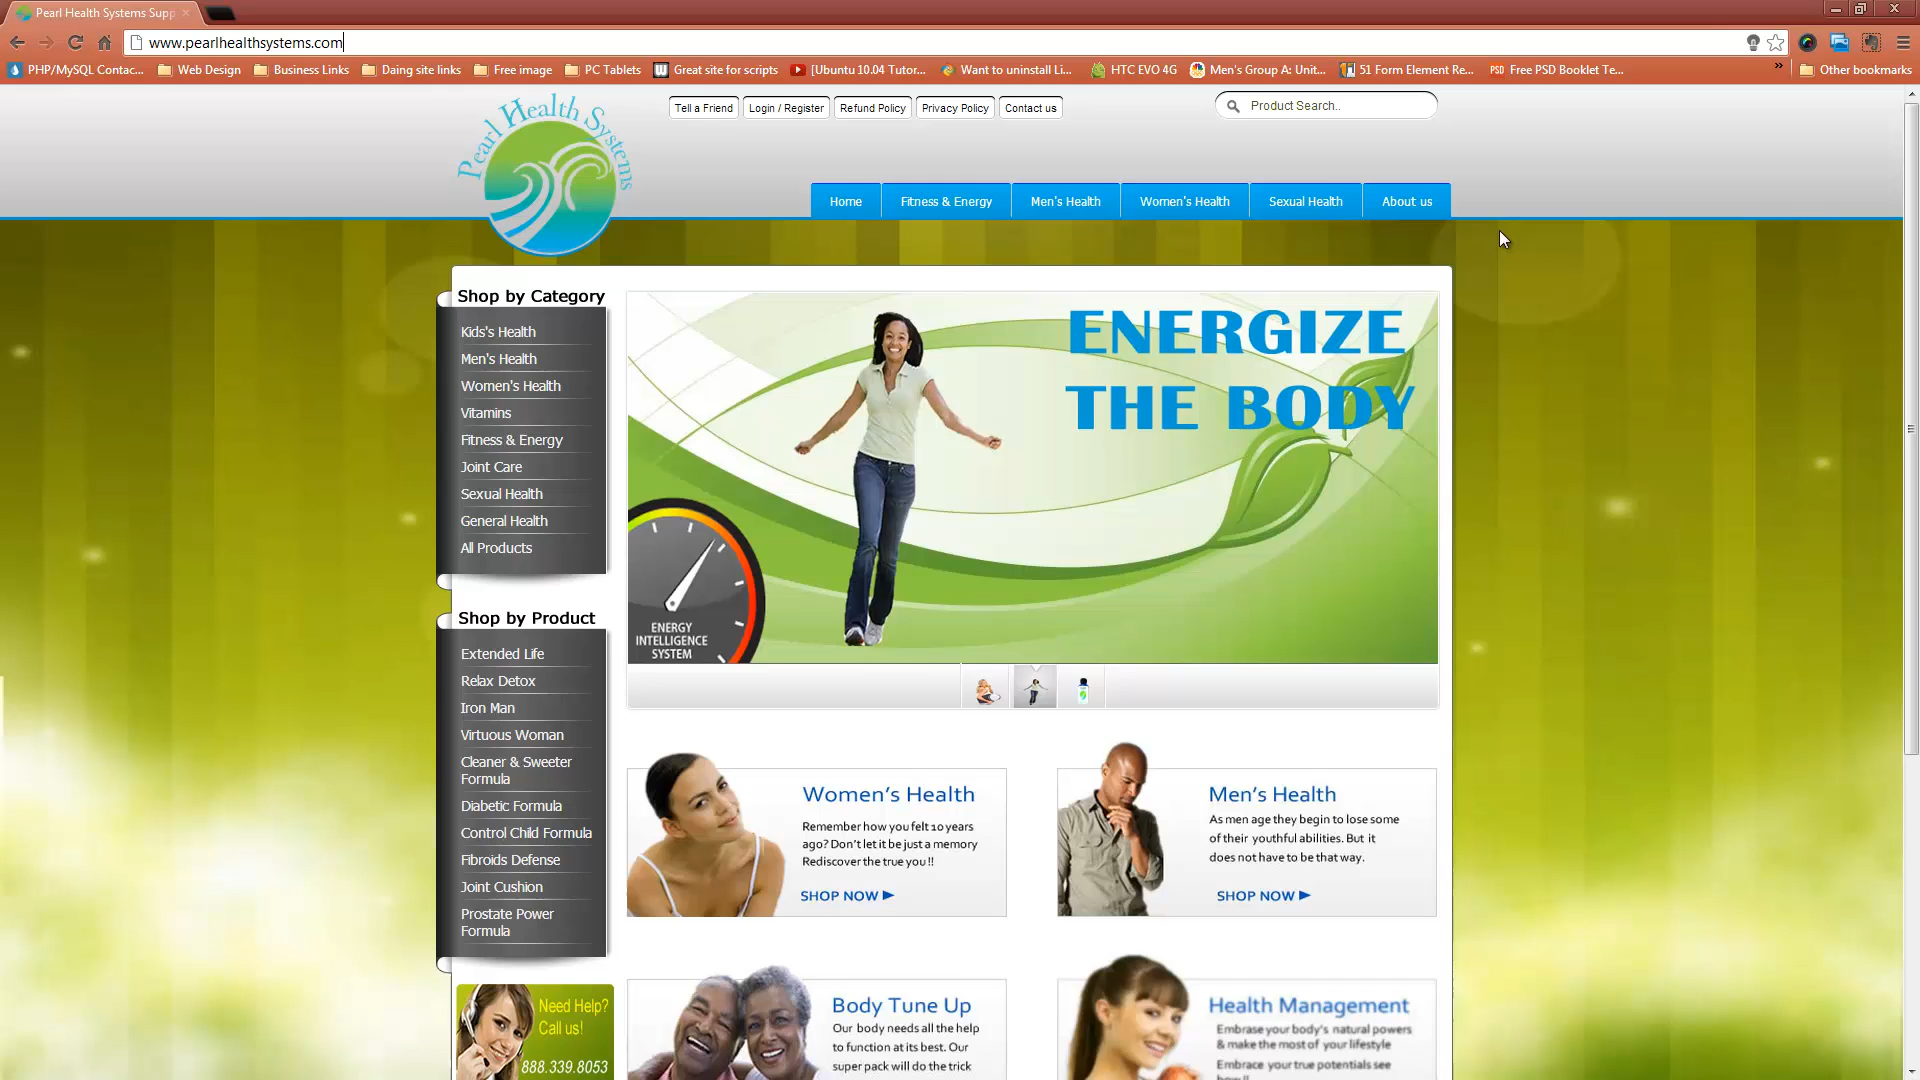 Pearl Health Systems Supp
www.pearlhealthsystems.com
PHP/MySQL Contac...
Web Design
Business Links
Daing site links
Free image
PC Tablets
Great site for scripts
[Ubuntu 10.04 Tutor...
Want to uninstall Li...
HTC EVO 4G
Men's Group A: Unit...
51 Form Element Re...
PSD
Free PSD Booklet Te...
»
Other bookmarks
Pearl Health Systems
Tell a Friend
Login / Register
Refund Policy
Privacy Policy
Contact us
Product Search..
Home
Fitness & Energy
Men's Health
Women's Health
Sexual Health
About us
Shop by Category
Kids's Health
Men's Health
Women's Health
Vitamins
Fitness & Energy
Joint Care
Sexual Health
General Health
All Products
ENERGIZE
THE BODY
ENERGY
INTELLIGENCE
SYSTEM
Shop by Product
Extended Life
Relax Detox
Iron Man
Virtuous Woman
Cleaner & Sweeter
Formula
Diabetic Formula
Control Child Formula
Fibroids Defense
Joint Cushion
Prostate Power
Formula
Need Help?
Call us!
888.339.8053
Women's Health
Remember how you felt 10 years
ago? Don't let it be just a memory
Rediscover the true you !!
SHOP NOW
Men's Health
As men age they begin to lose some
of their youthful abilities. But it
does not have to be that way.
SHOP NOW
Body Tune Up
Our body needs all the help
to function at its best. Our
super pack will do the trick
Health Management
Embrase your body's natural powers
& make the most of your lifestyle
Embrace your true potentials see